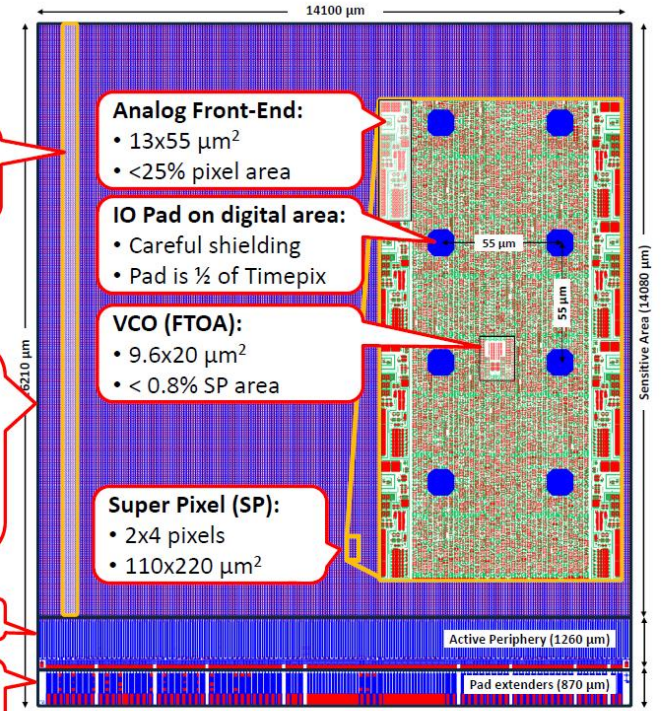 14100 µm
Analog Front-End:
• 13x55 µm²
• <25% pixel area
IO Pad on digital area:
• Careful shielding
• Pad is ½ of Timepix
55 µm
55 µm
VCO (FTOA):
• 9.6x20 µm²
• < 0.8% SP area
6210 µm
Sensitive Area (14080 µm)
Super Pixel (SP):
• 2x4 pixels
• 110x220 µm²
Active Periphery (1260 µm)
Pad extenders (870 µm)